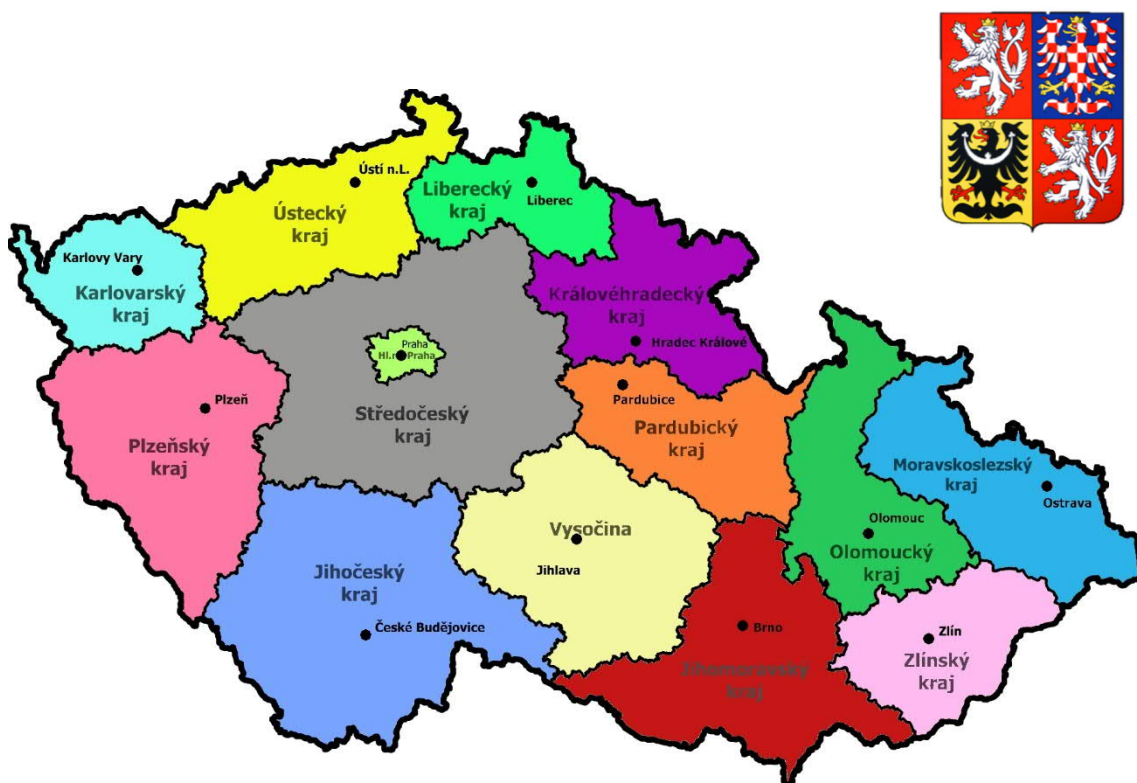 Ústí n.L.
Ústecký
kraj
Liberecký
kraj
Liberec
Karlovy Vary
Karlovarský
kraj
Královéhradecký
kraj
Hradec Králové
Praha
Hl. Praha
Středočeský
kraj
Plzeň
Plzeňský
kraj
Pardubice
Pardubický
kraj
Moravskoslezský
kraj
Ostrava
Olomouc
Olomoucký
kraj
Vysočina
Jihlava
Jihočeský
kraj
České Budějovice
Brno
Jihomoravský
kraj
Zlín
Zlínský
kraj